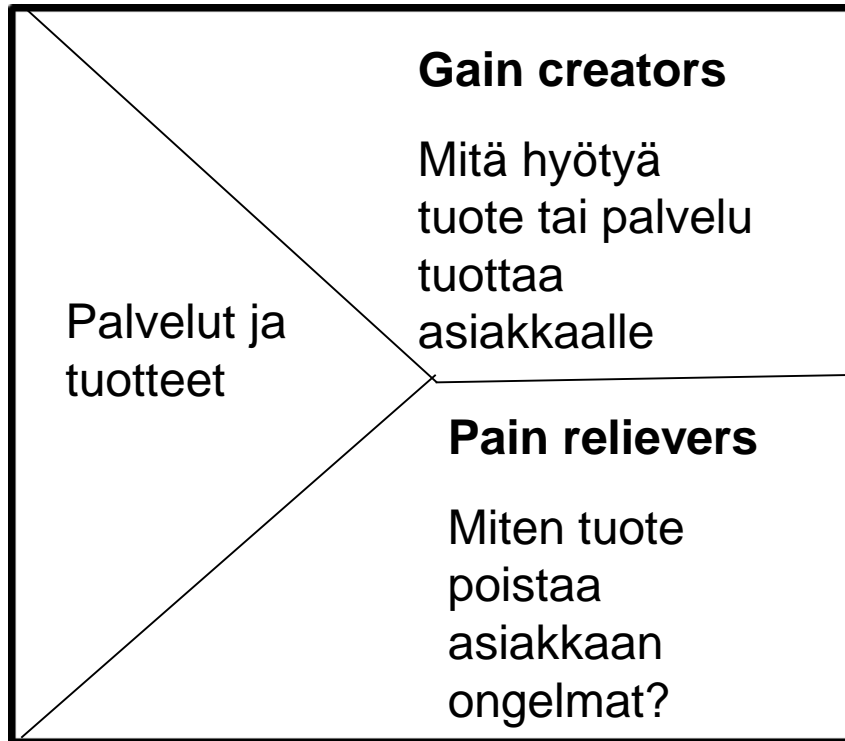 Gain creators
Mitä hyötyä
tuote tai palvelu
tuottaa
asiakkaalle
Palvelut ja
tuotteet
Pain relievers
Miten tuote
poistaa
asiakkaan
ongelmat?